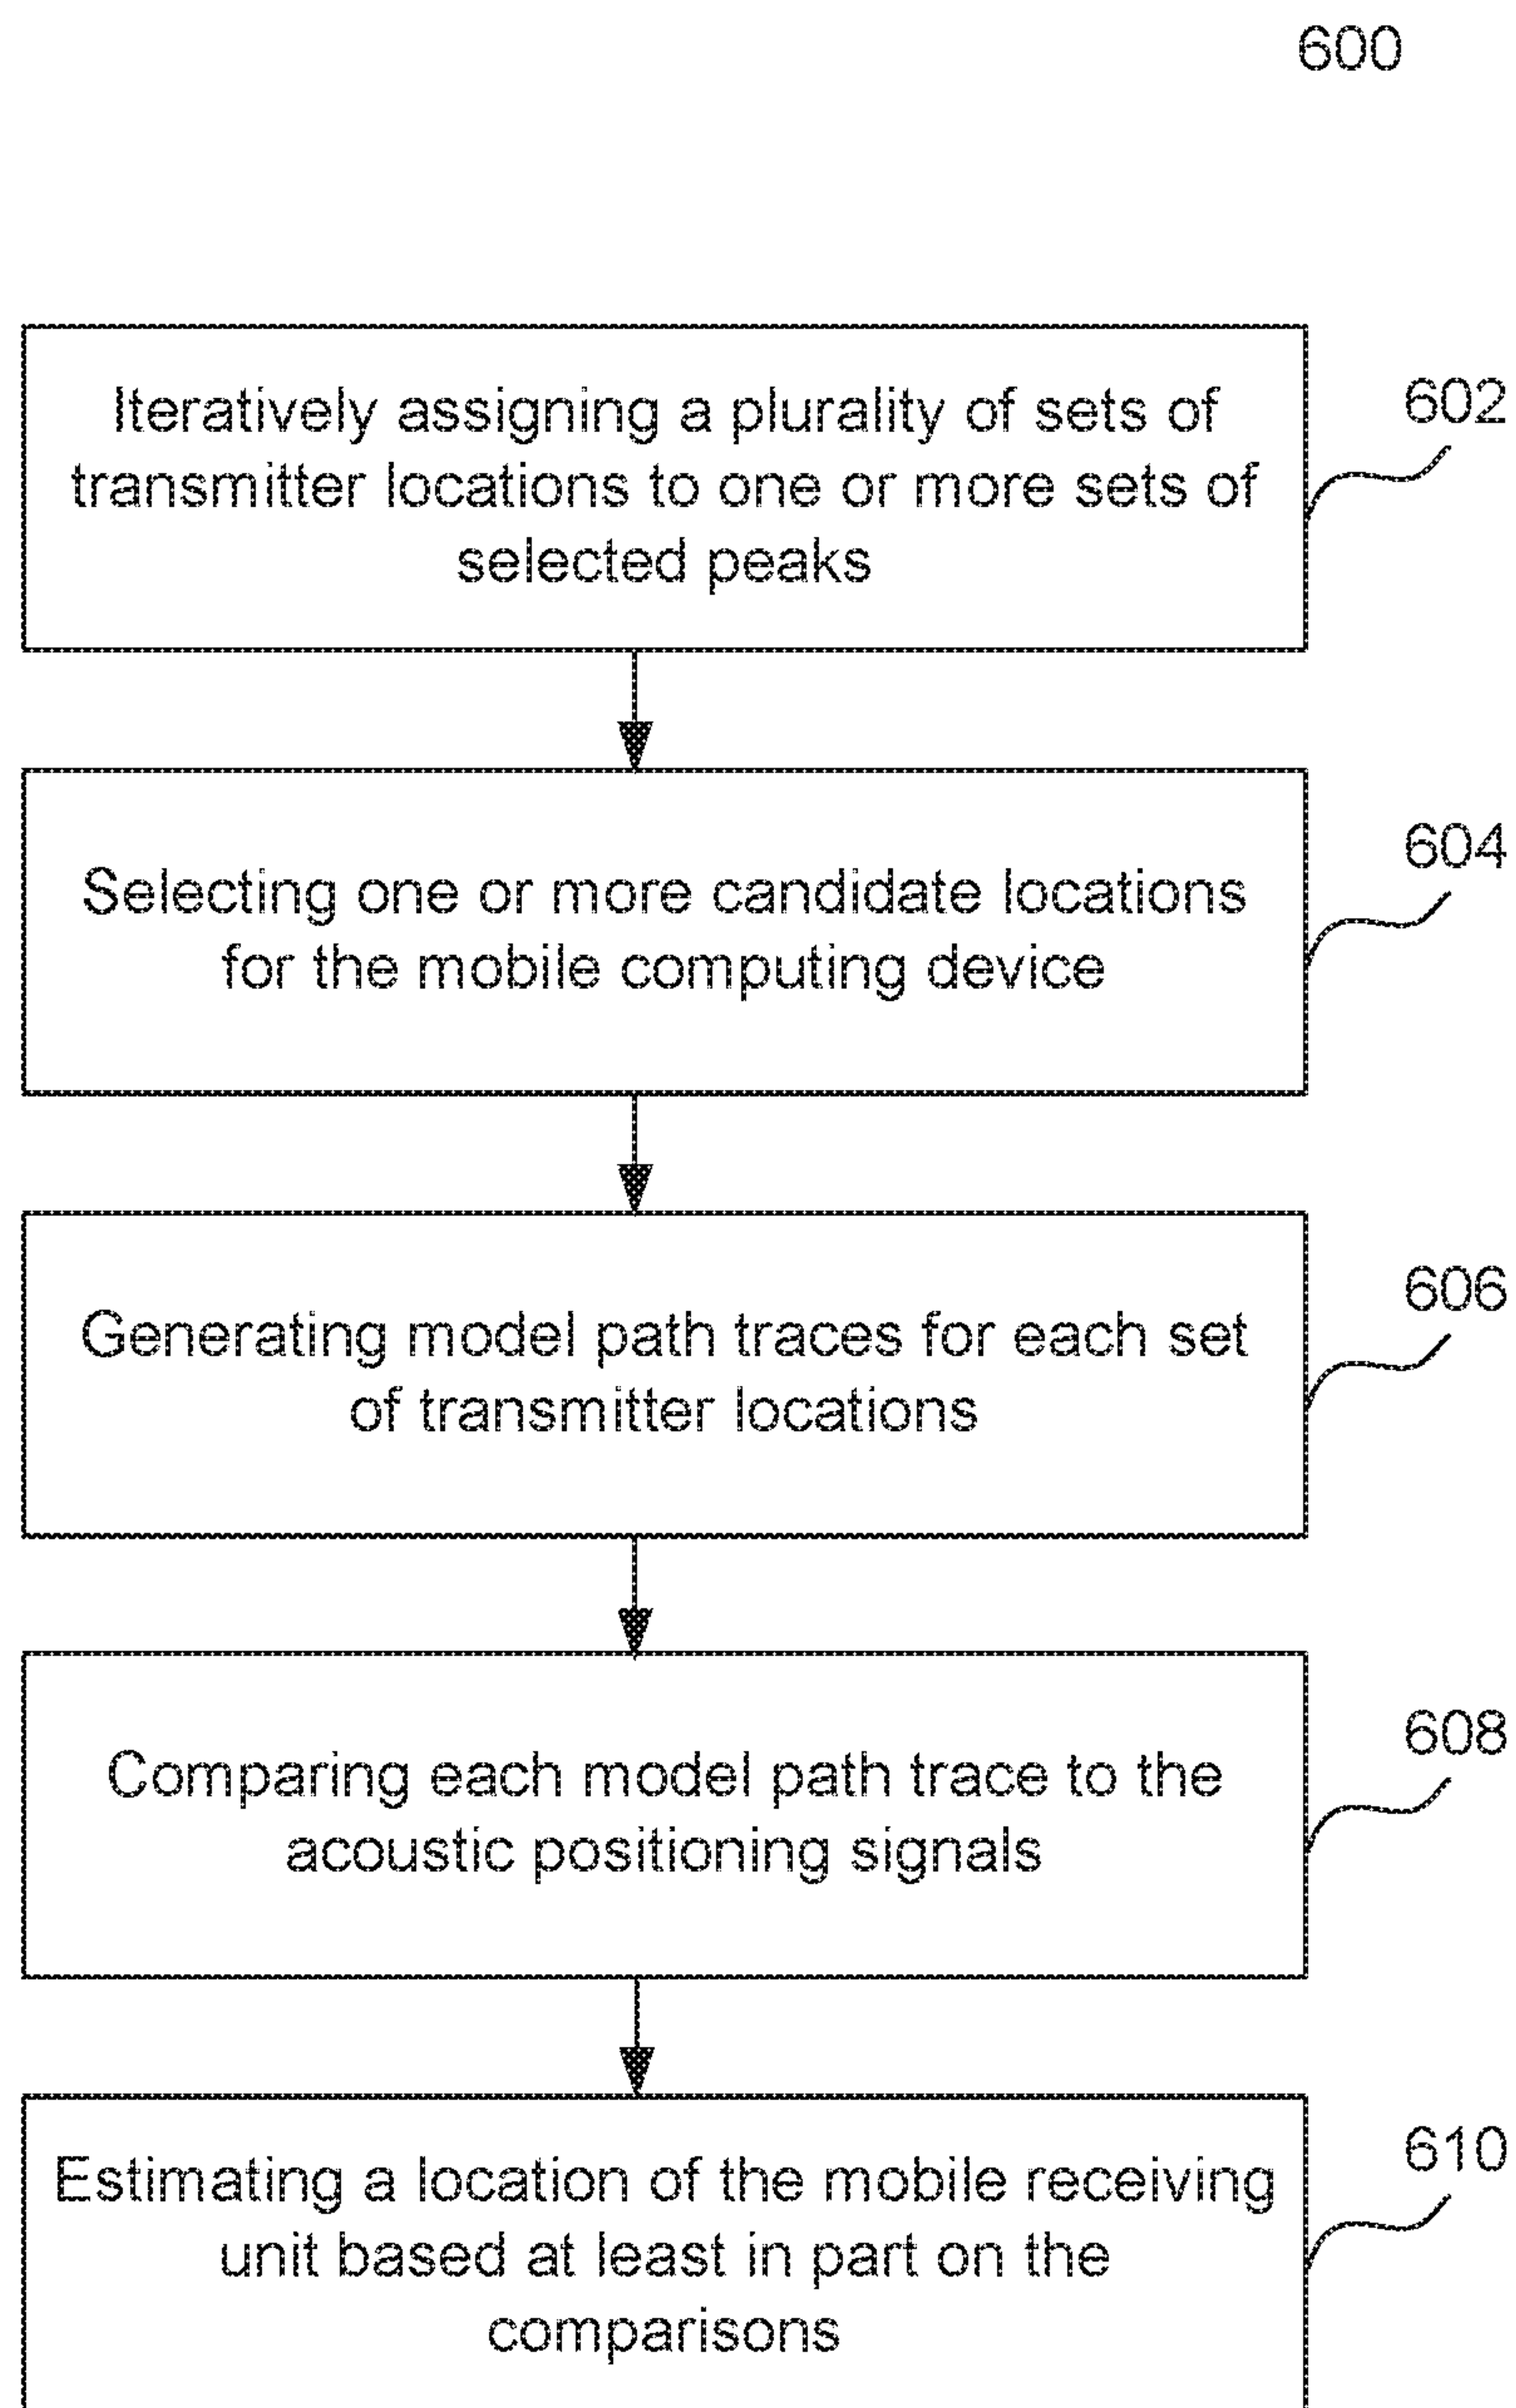 600
Iteratively assigning a plurality of sets of
transmitter locations to one or more sets of
selected peaks
602
Selecting one or more candidate locations
for the mobile computing device
604
Generating model path traces for each set
of transmitter locations
606
Comparing each model path trace to the
acoustic positioning signals
608
Estimating a location of the mobile receiving
unit based at least in part on the
comparisons
610